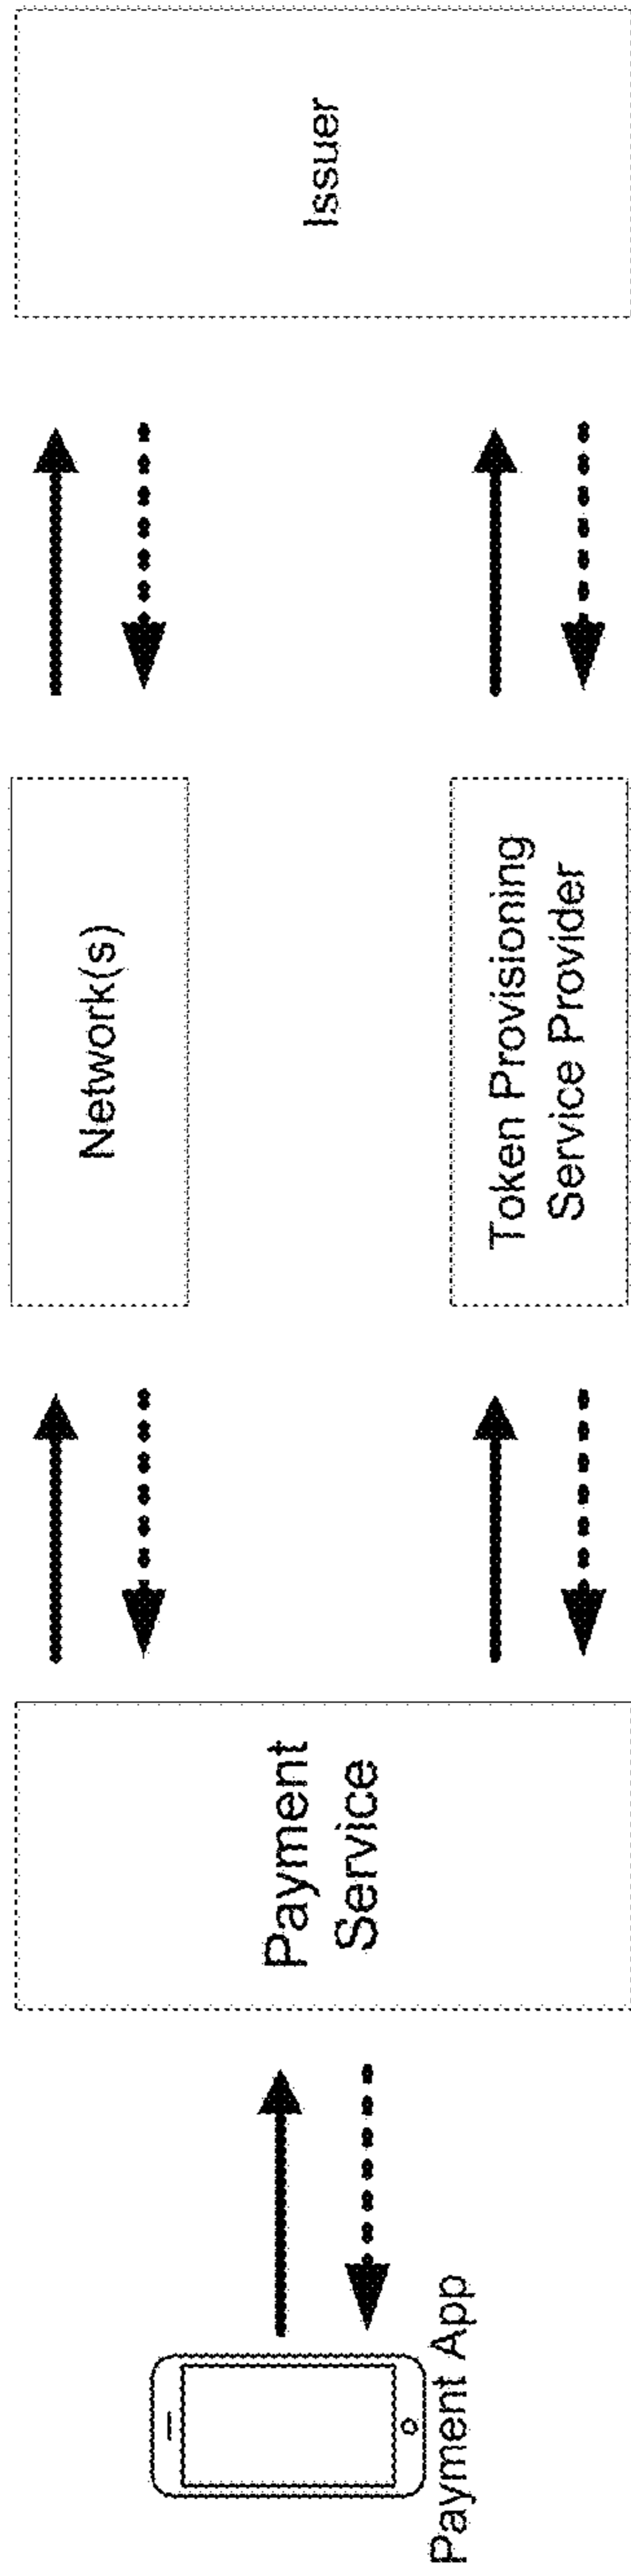 Payment App
Payment
Service
Network(s)
Token Provisioning
Service Provider
Issuer